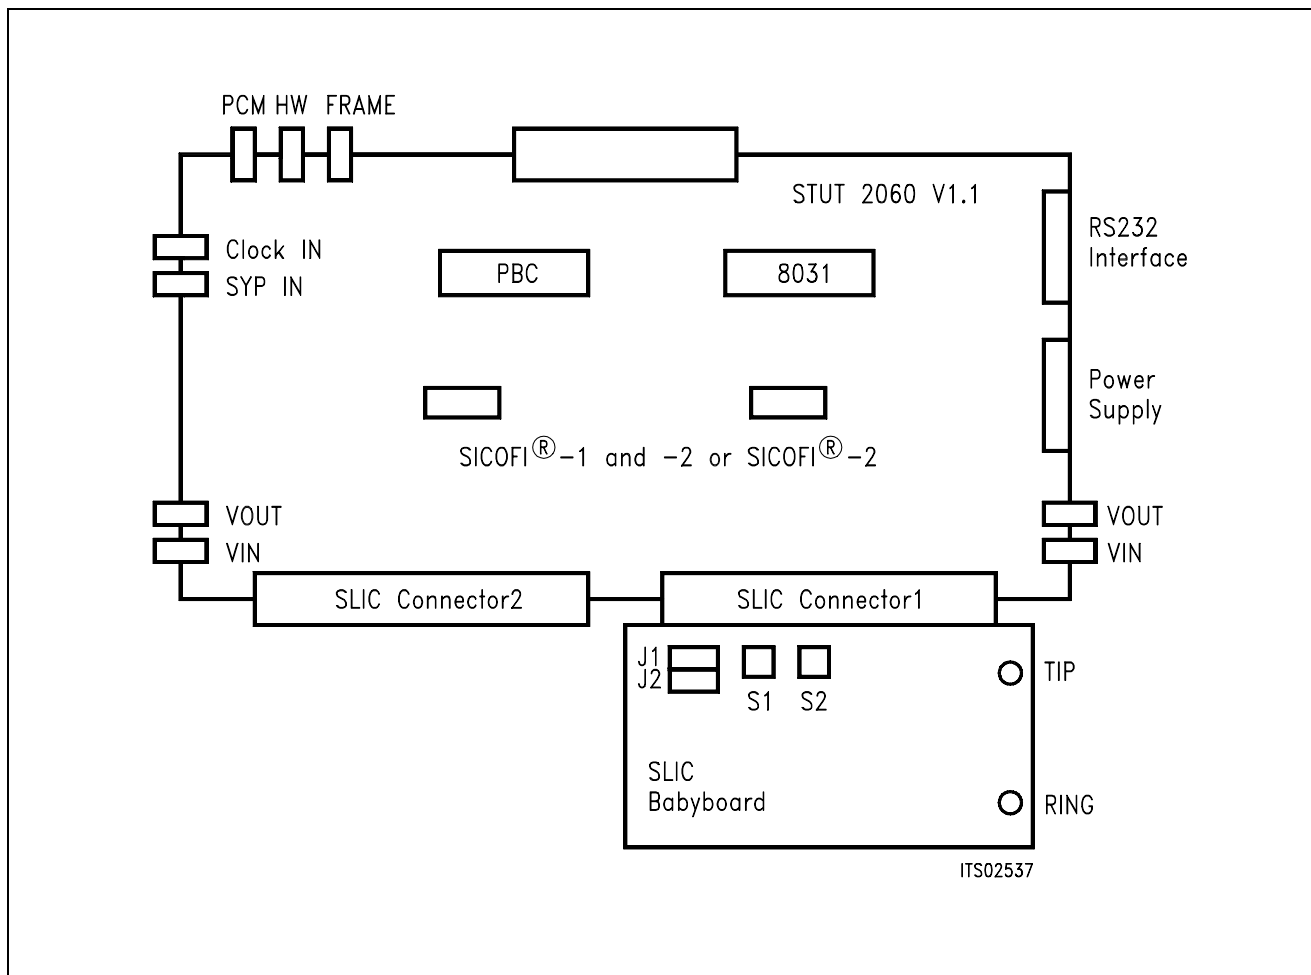 PCM HW FRAME
STUT 2060 V1.1
RS232
Interface
Clock IN
SYP IN
PBC
8031
Power
Supply
SICOFI®-1 and -2 or SICOFI®-2
VOUT
VIN
VOUT
VIN
SLIC Connector2
SLIC Connector1
J1
J2
S1 S2
TIP
SLIC
Babyboard
RING
ITS02537